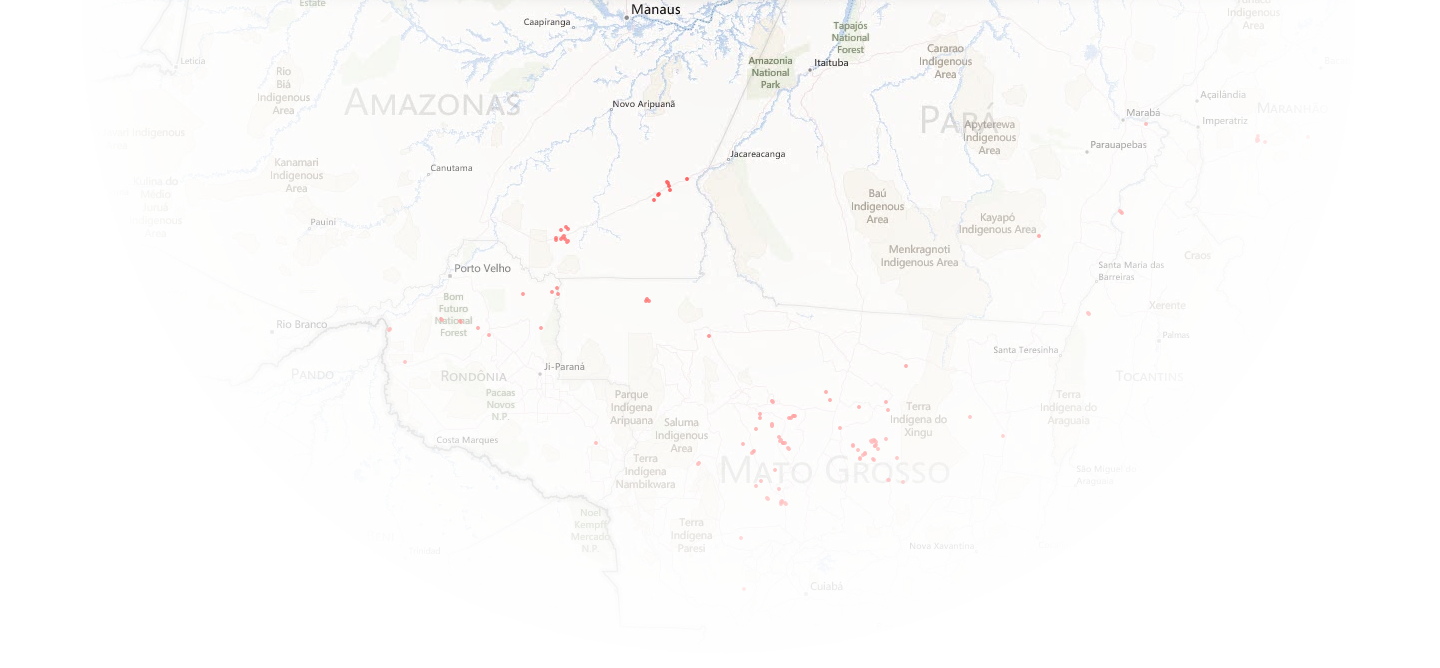 Manaus
Estate
Caapiranga
Tapajós
National
Forest
Indigenous
Area
Cararao
Indigenous
Area
Leticia
Amazonia
National
Park
Itaituba
Rio
Biá
Indigenous
Area
AMAZONAS
Novo Aripuanã
PARÁ
Açailândia
MARANHÃO
Marabá
Imperatriz
Apyterewa
Indigenous
Area
Indigenous
Parauapebas
Jacareacanga
Kanamari
Indigenous
Area
Canutama
Baú
Indigenous
Area
Médio
Indigenous
Area
Pauini
Kayapó
Indigenous Area
Menkragnoti
Indigenous Area
Craos
Porto Velho
Santa Maria das
Barreiras
Bom
Futuro
National
Forest
Xerente
Rio Branco
Palmas
Santa Teresinha
Ji-Paraná
PANDO
RONDÔNIA
TOCANTINS
Pacaas
Novos
N.P.
Parque
Indígena
Aripuana
Terra
Indígena do
Xingu
Terra
Indígena do
Araguaia
Saluma
Indigenous
Area
Costa Marques
MATO GROSSO
Terra
Indígena
Nambikwara
São Miguel do
Araguaia
Noel
Kempff
Mercado
N.P.
Terra
Indígena
Paresi
Nova Xavantina
Cuiabá